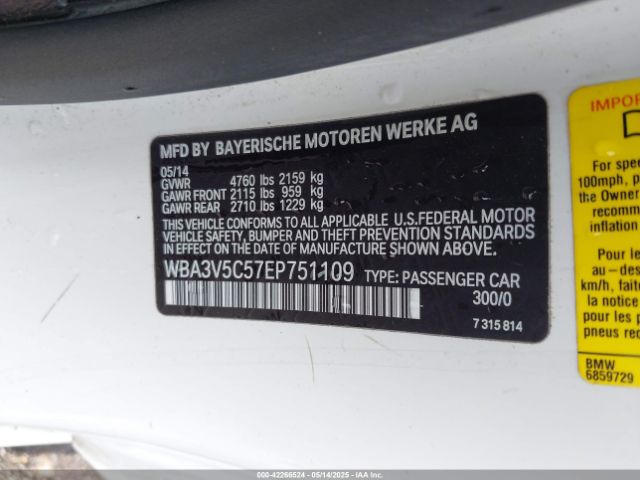 MFD BY BAYERISCHE MOTOREN WERKE AG
05/14
GVWR 4760 lbs 2159 kg
GAWR FRONT 2115 lbs 959 kg
GAWR REAR 2710 lbs 1229 kg
THIS VEHICLE CONFORMS TO ALL APPLICABLE U.S.FEDERAL MOTOR
VEHICLE SAFETY, BUMPER AND THEFT PREVENTION STANDARDS
IN EFFECT ON THE DATE OF MANUFACTURE SHOWN ABOVE.
WBA3V5C57EP751109 TYPE: PASSENGER CAR
300/0
7 315 814
IMPOR
For spe
100mph, p
the Owner
recomm
inflation
Pour le
au-des
km/h, fait
la notice
pour les p
pneus rec
BMW
6859729
000-42266524 - 05/14/2025 - IAA Inc.